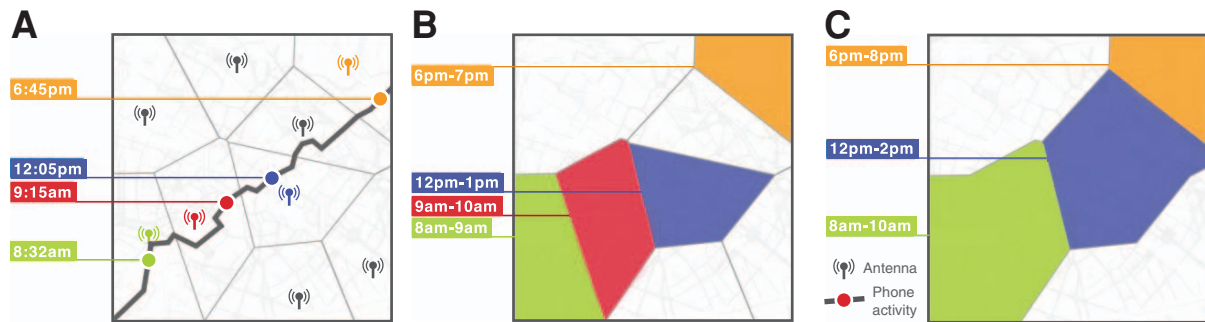 A
6:45pm
12:05pm
9:15am
8:32am
B
6pm-7pm
12pm-1pm
9am-10am
8am-9am
C
6pm-8pm
12pm-2pm
8am-10am
Antenna
Phone
activity